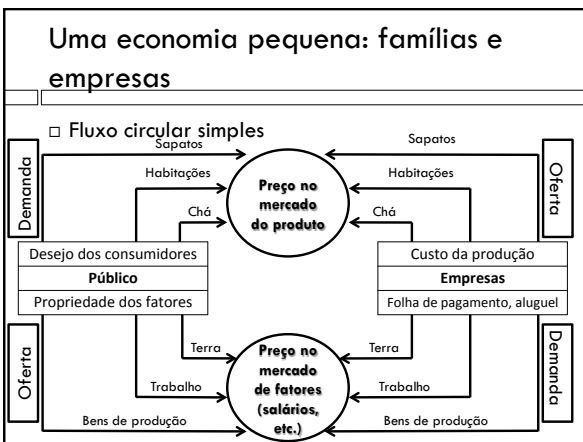 Uma economia pequena: famílias e
empresas
□ Fluxo circular simples
Sapatos
Sapatos
Demanda
Oferta
Habitações
Habitações
Preço no
mercado
do produto
Chá
Chá
Desejo dos consumidores
Público
Propriedade dos fatores
Custo da produção
Empresas
Folha de pagamento, aluguel
Oferta
Demanda
Terra
Terra
Preço no
mercado
de fatores
(salários,
etc.)
Trabalho
Trabalho
Bens de produção
Bens de produção